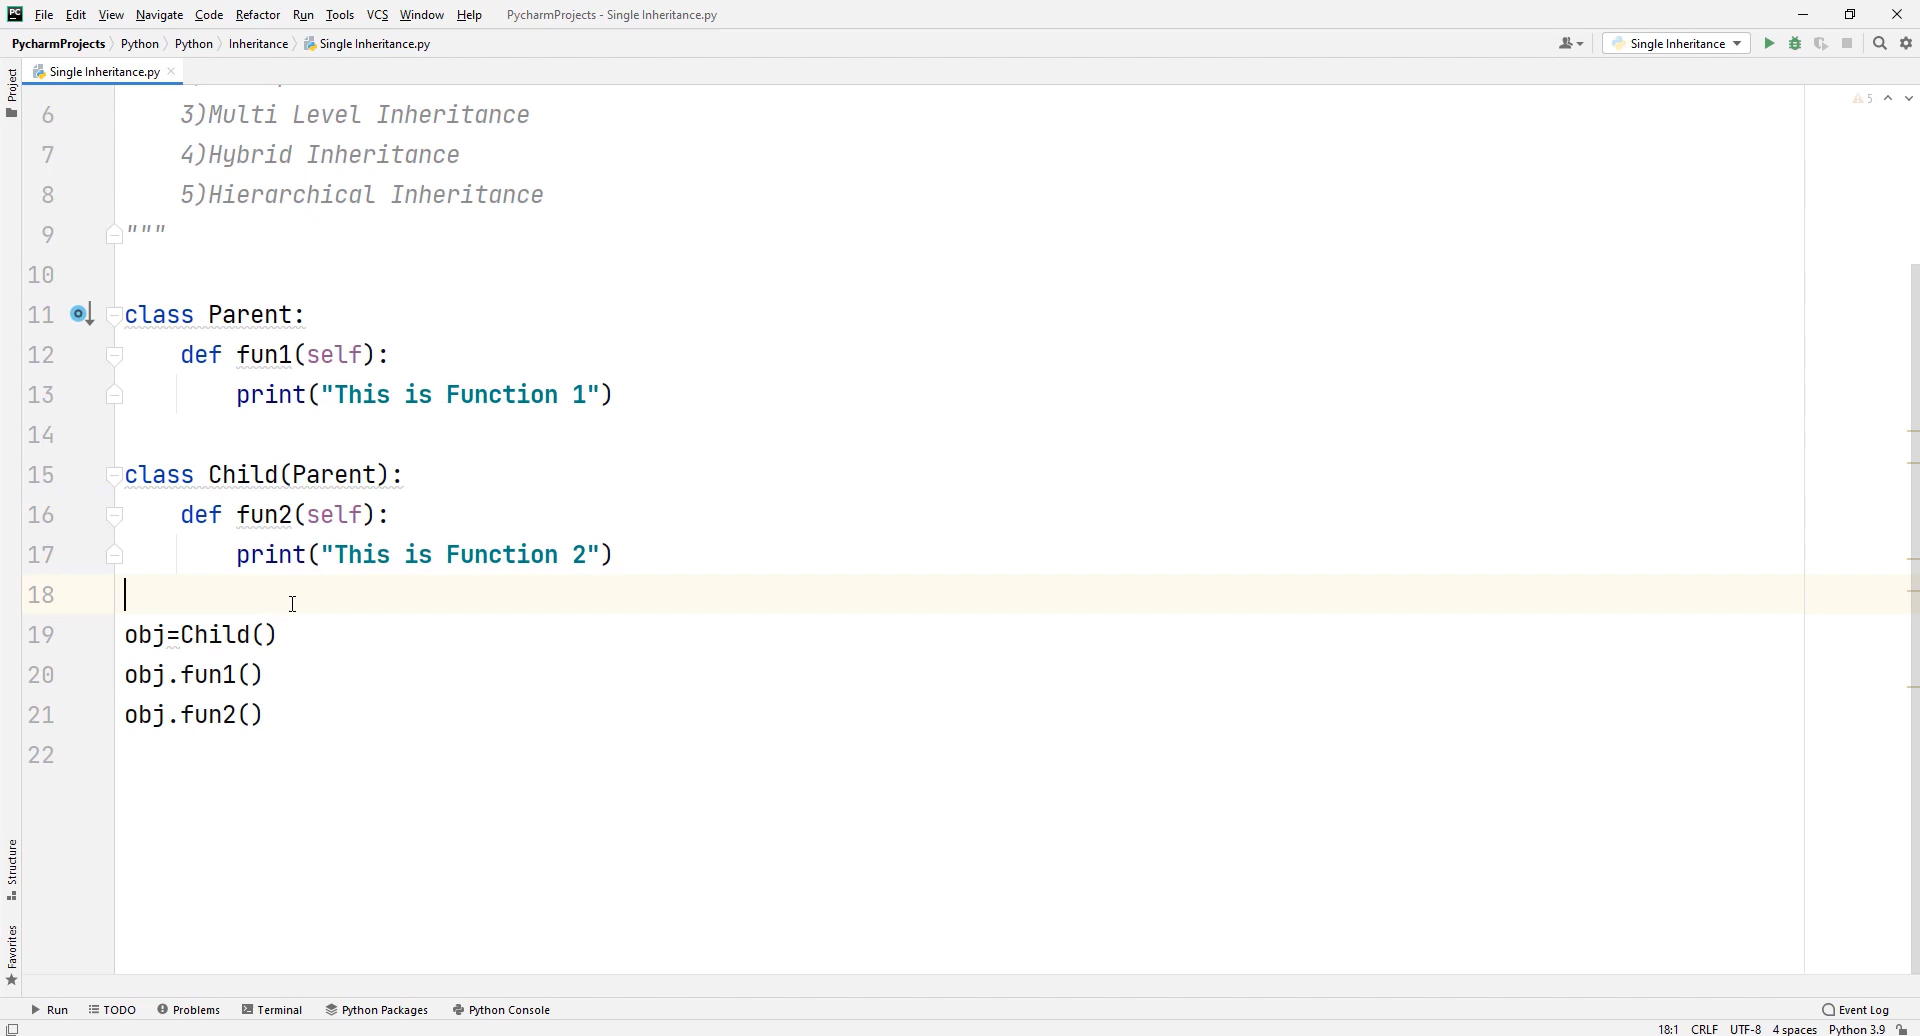 PC File Edit View Navigate Code Refactor Run Tools VCS Window Help PycharmProjects - Single Inheritance.py
PycharmProjects Python Python Inheritance Single Inheritance.py Single Inheritance
Project Single Inheritance.py
5
6 3)Multi Level Inheritance
7 4)Hybrid Inheritance
8 5)Hierarchical Inheritance
9 """
10
11 class Parent:
12 def fun1(self):
13 print("This is Function 1")
14
15 class Child(Parent):
16 def fun2(self):
17 print("This is Function 2")
18
19 obj=Child()
20 obj.fun1()
21 obj.fun2()
22
Structure
Favorites
Run TODO Problems Terminal Python Packages Python Console Event Log
18:1 CRLF UTF-8 4 spaces Python 3.9